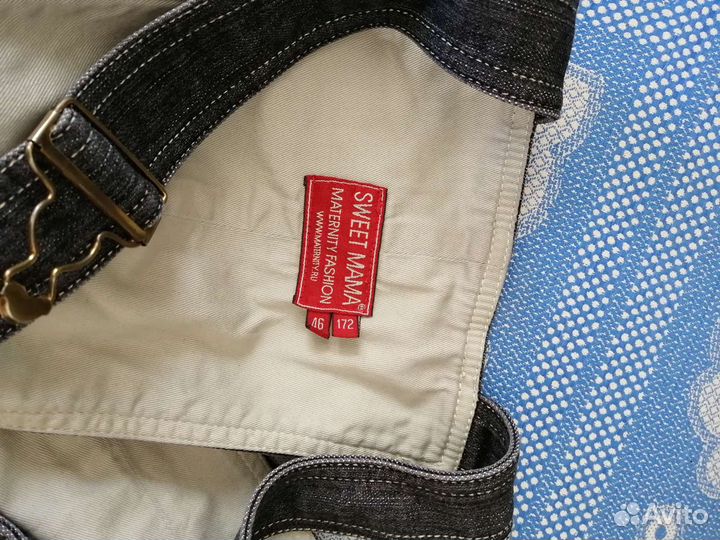 SWEET MAMA®
MATERNITY FASHION
WWW.MATERNITY.RU
46 172
Avito